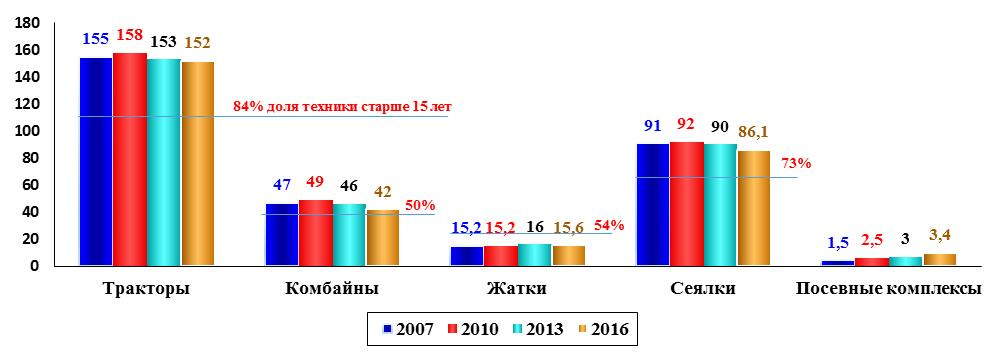 180
160
140
120
100
80
60
40
20
0
155 158 153 152
84% доля техники старше 15 лет
47 49 46 42
50%
15,2 15,2 16 15,6
54%
91 92 90 86,1
73%
1,5 2,5 3 3,4
Тракторы Комбайны Жатки Сеялки Посевные комплексы
2007 2010 2013 2016